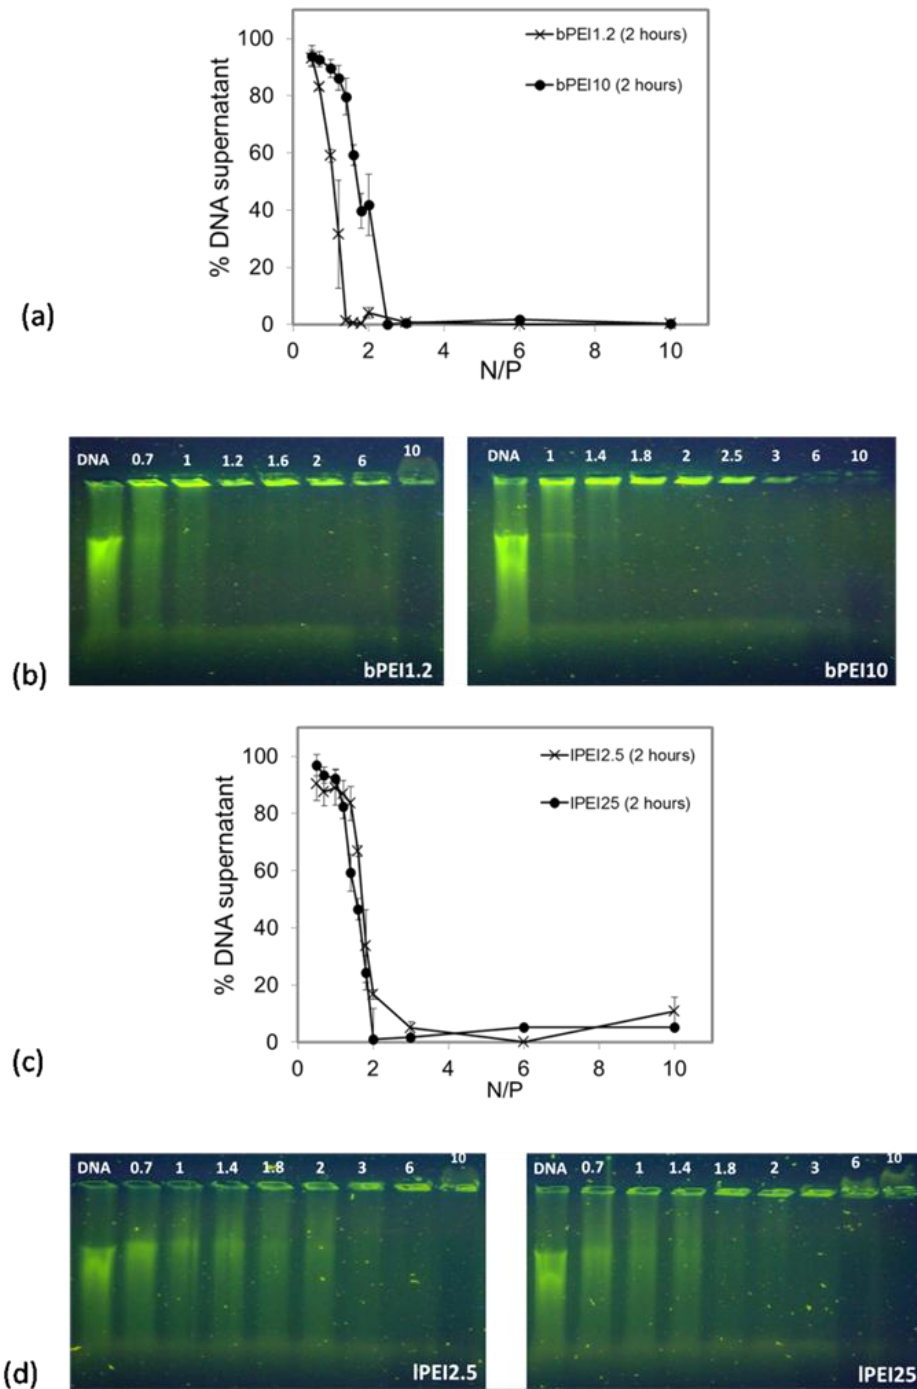 (a)
100
80
60
40
20
0
% DNA supernatant
bPEI1.2 (2 hours)
bPEI10 (2 hours)
0 2 4 6 8 10
N/P
(b)
DNA 0.7 1 1.2 1.6 2 6 10
bPEI1.2
DNA 1 1.4 1.8 2 2.5 3 6 10
bPEI10
(c)
100
80
60
40
20
0
% DNA supernatant
lPEI2.5 (2 hours)
lPEI25 (2 hours)
0 2 4 6 8 10
N/P
(d)
DNA 0.7 1 1.4 1.8 2 3 6 10
lPEI2.5
DNA 0.7 1 1.4 1.8 2 3 6 10
lPEI25